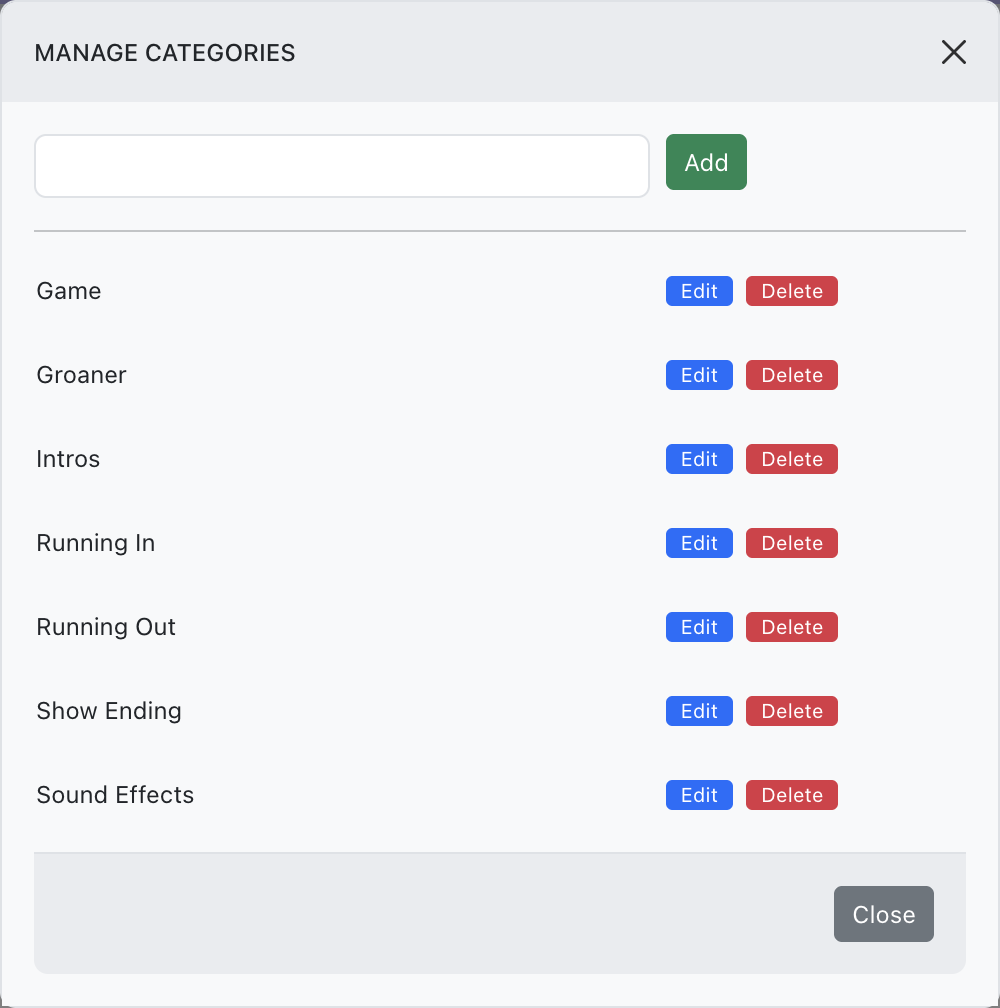 MANAGE CATEGORIES
Add
Game Edit Delete
Groaner Edit Delete
Intros Edit Delete
Running In Edit Delete
Running Out Edit Delete
Show Ending Edit Delete
Sound Effects Edit Delete
Close